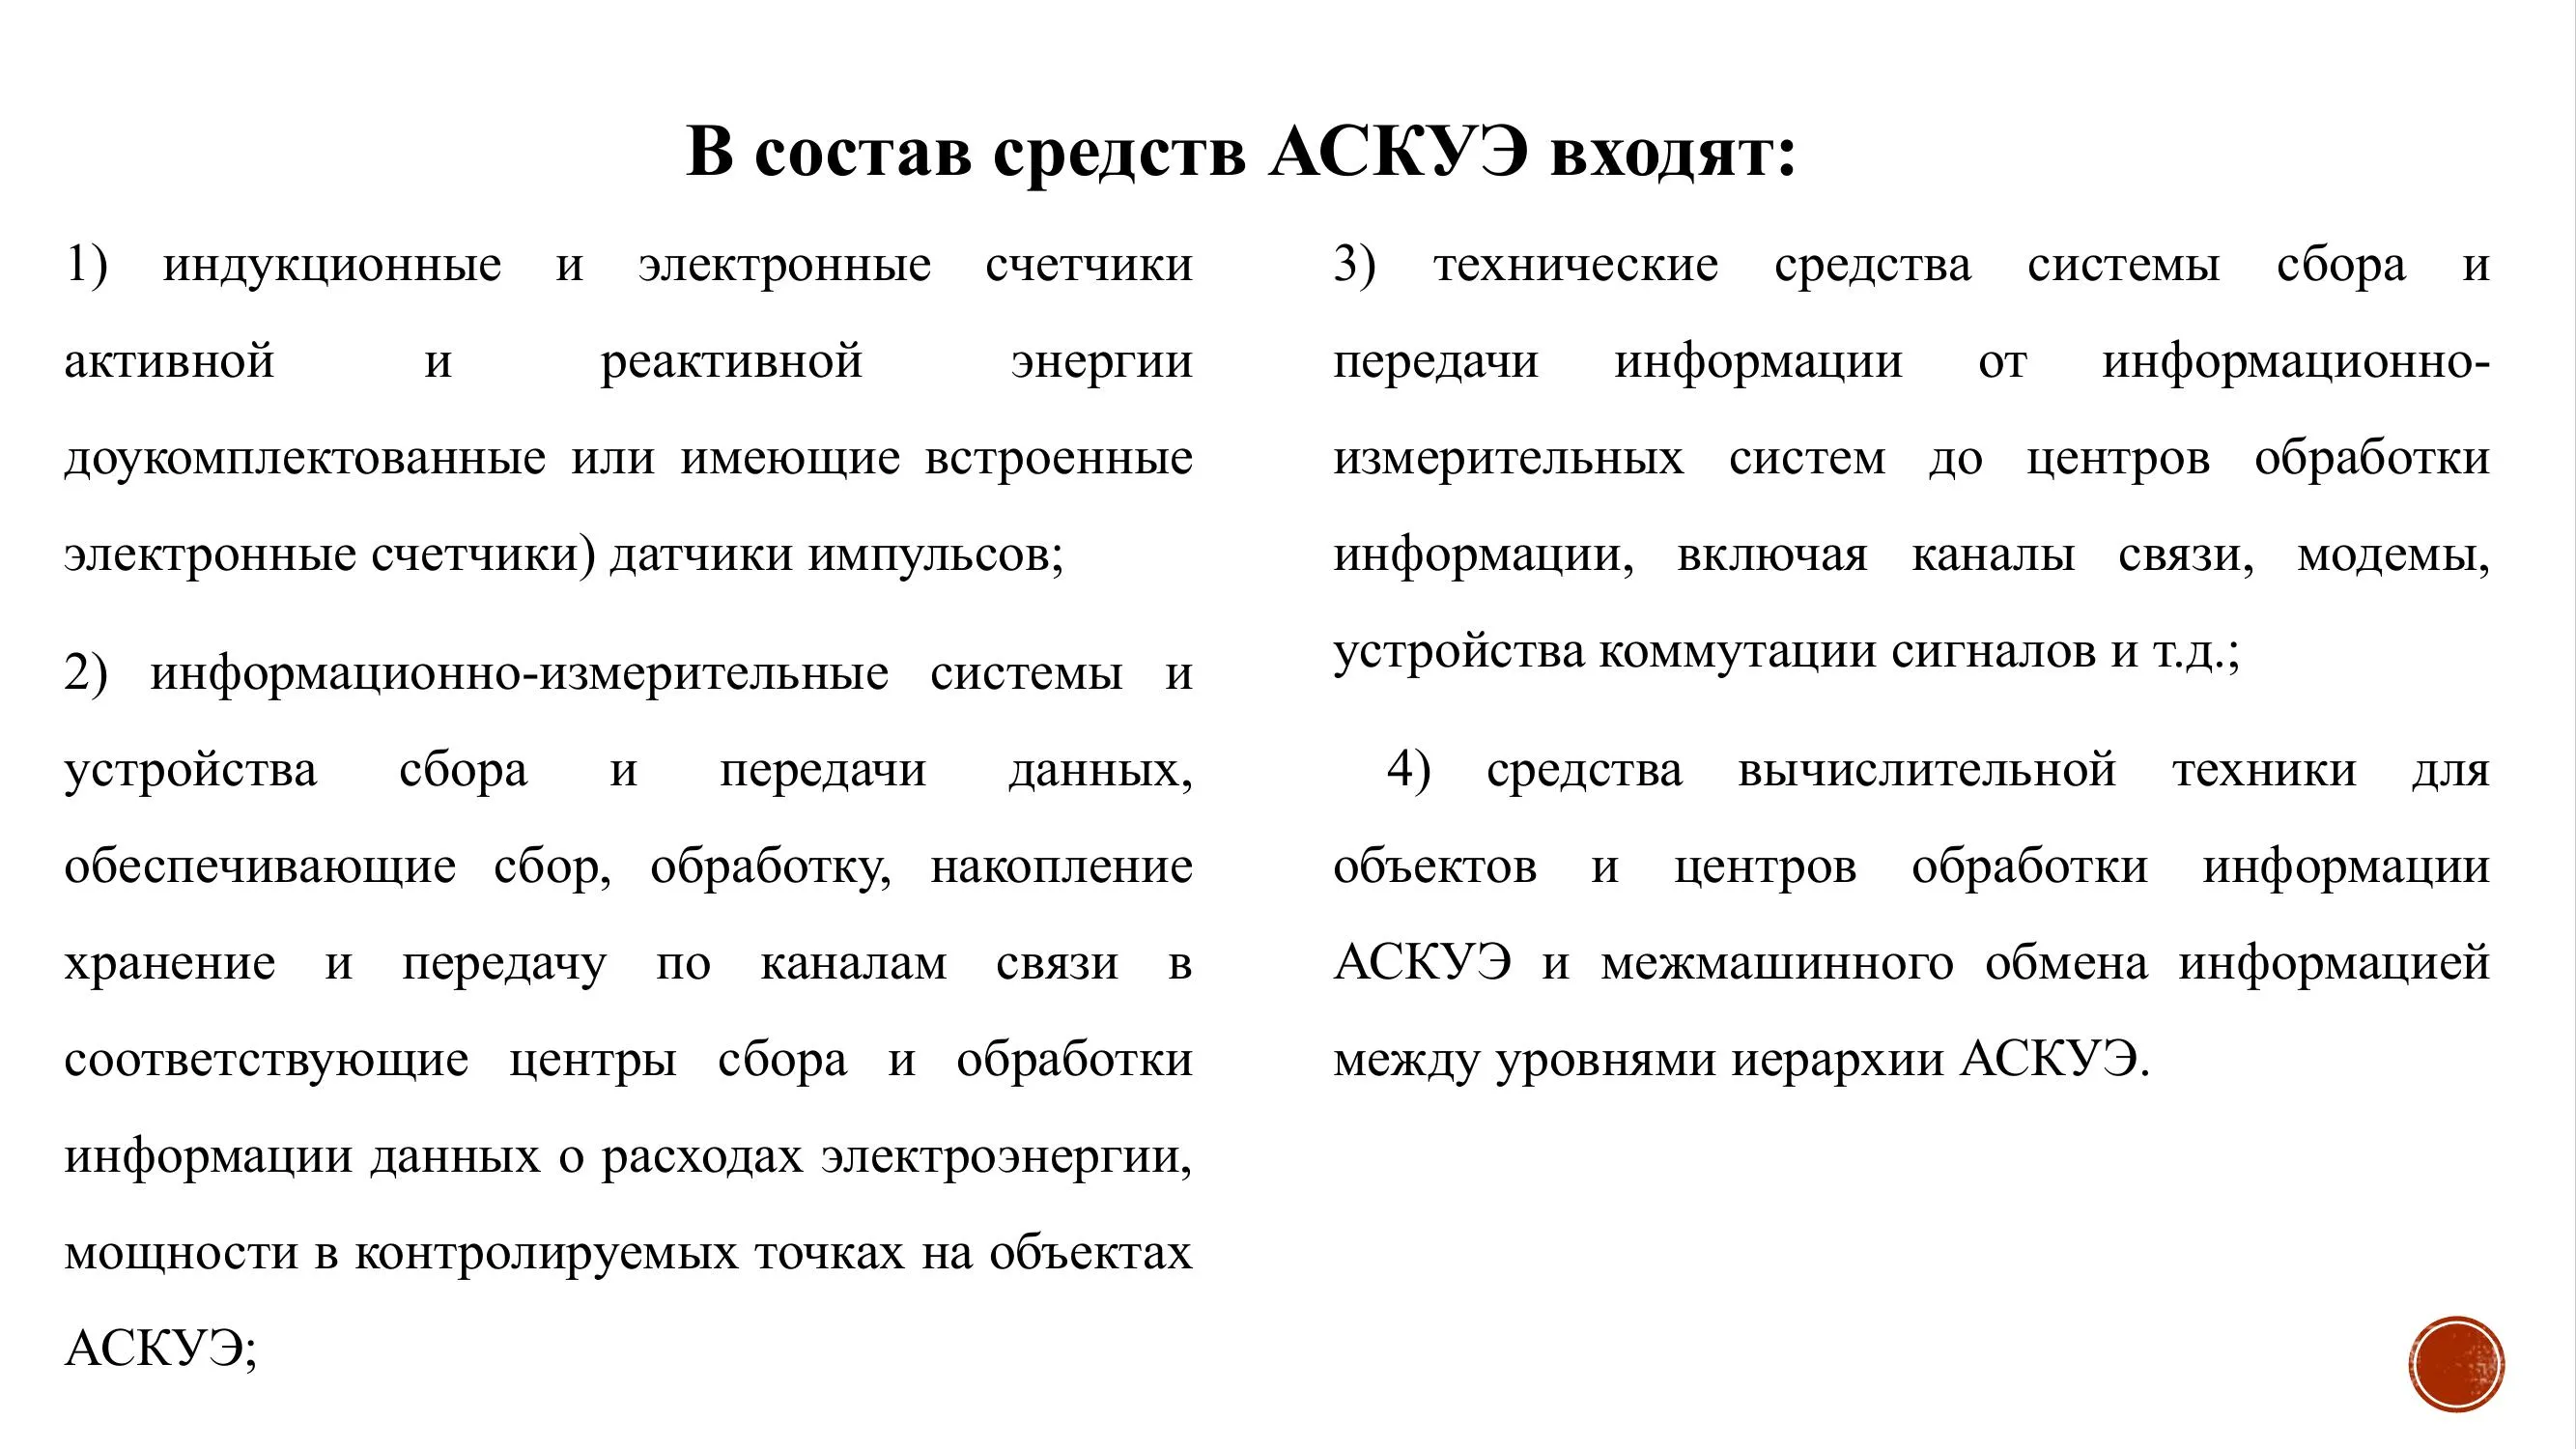 В состав средств АСКУЭ входят:
1) индукционные и электронные счетчики
активной и реактивной энергии
доукомплектованные или имеющие встроенные
электронные счетчики) датчики импульсов;
2) информационно-измерительные системы и
устройства сбора и передачи данных,
обеспечивающие сбор, обработку, накопление
хранение и передачу по каналам связи в
соответствующие центры сбора и обработки
информации данных о расходах электроэнергии,
мощности в контролируемых точках на объектах
АСКУЭ;
3) технические средства системы сбора и
передачи информации от информационно-
измерительных систем до центров обработки
информации, включая каналы связи, модемы,
устройства коммутации сигналов и т.д.;
4) средства вычислительной техники для
объектов и центров обработки информации
АСКУЭ и межмашинного обмена информацией
между уровнями иерархии АСКУЭ.